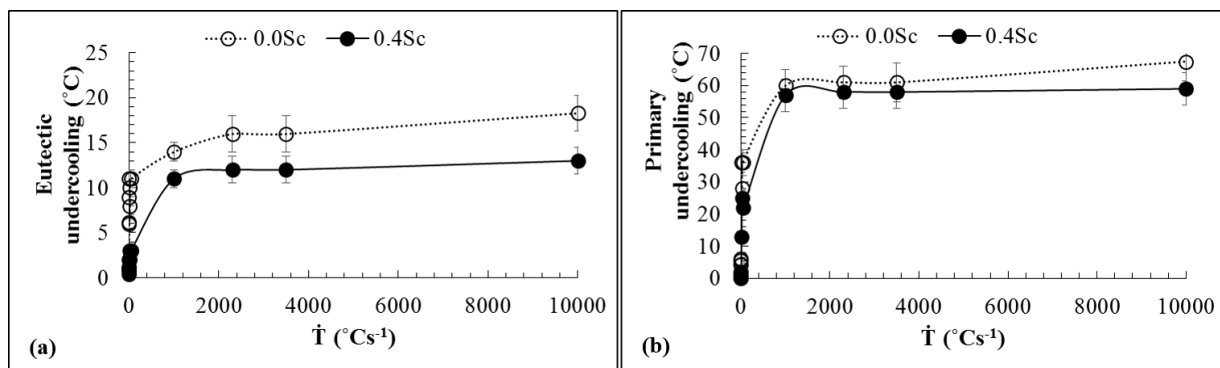 0.0Sc 0.4Sc
25
20
15
10
5
0
Eutectic
undercooling (˚C)
0 2000 4000 6000 8000 10000
Ṫ (˚Cs-1)
(a)
0.0Sc 0.4Sc
70
60
50
40
30
20
10
0
Primary
undercooling (˚C)
0 2000 4000 6000 8000 10000
Ṫ (˚Cs-1)
(b)